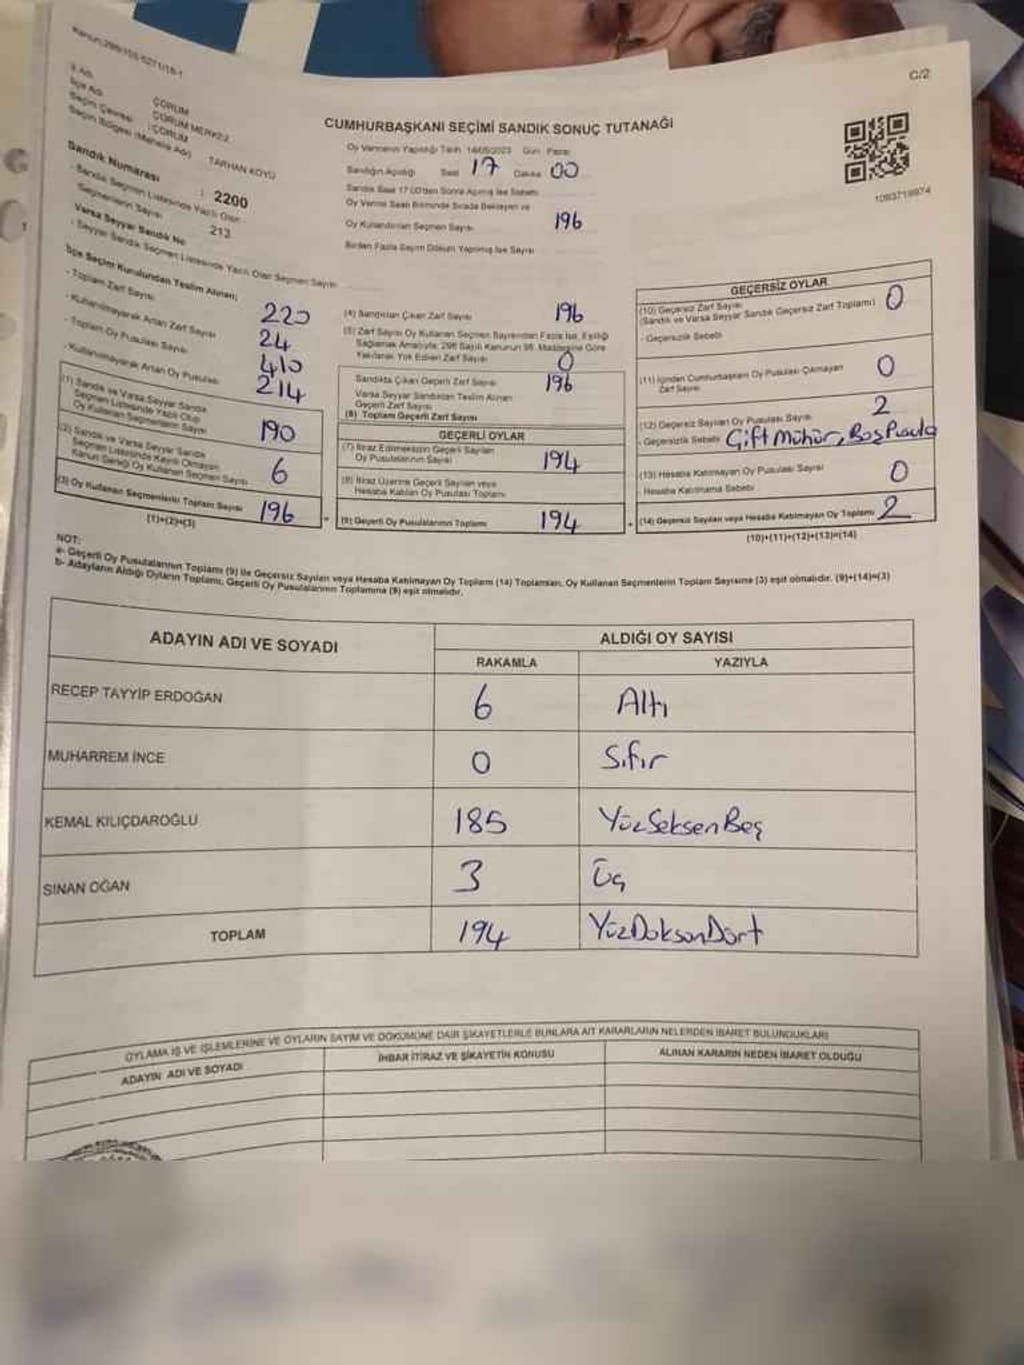 Kanun:298/105-6271/18-1
C/2
İl Adı : ÇORUM
İlçe Adı : ÇORUM MERKEZ
Seçim Çevresi : ÇORUM
Seçim Bölgesi (Mahalle Adı) : TARHAN KÖYÜ
Sandık Numarası : 2200
- Sandık Seçmen Listesinde Yazılı Olan
Seçmenlerin Sayısı 213
Varsa Seyyar Sandık No
- Seyyar Sandık Seçmen Listesinde Yazılı Olan Seçmen Sayısı
CUMHURBAŞKANI SEÇİMİ SANDIK SONUÇ TUTANAĞI
Oy Vermenin Yapıldığı Tarih 14/05/2023 Gün Pazar
Sandığın Açıldığı Saat 17 Dakika 00
Sandık Saat 17.00'den Sonra Açılmış İse Sebebi
Oy Verme Saati Bitiminde Sırada Bekleyen ve
Oy Kullandırılan Seçmen Sayısı 196
Birden Fazla Sayım Döküm Yapılmış İse Sayısı
1093719974
İlçe Seçim Kurulundan Teslim Alınan;
- Toplam Zarf Sayısı 220
- Kullanılmayarak Artan Zarf Sayısı 24
- Toplam Oy Pusulası Sayısı 410
- Kullanılmayarak Artan Oy Pusulası 214
(1) Sandık ve Varsa Seyyar Sandık
Seçmen Listesinde Yazılı Olup
Oy Kullanan Seçmenlerin Sayısı 190
(2) Sandık ve Varsa Seyyar Sandık
Seçmen Listesinde Kayıtlı Olmayan
Kanun Gereği Oy Kullanan Seçmen Sayısı 6
(3) Oy Kullanan Seçmenlerin Toplam Sayısı 196
(1)+(2)=(3)
(4) Sandıktan Çıkan Zarf Sayısı 196
(5) Zarf Sayısı Oy Kullanan Seçmen Sayısından Fazla İse, Eşitliği
Sağlamak Amacıyla; 298 Sayılı Kanunun 98. Maddesine Göre
Yakılarak Yok Edilen Zarf Sayısı 0
Sandıkta Çıkan Geçerli Zarf Sayısı 196
Varsa Seyyar Sandıktan Teslim Alınan
Geçerli Zarf Sayısı
(6) Toplam Geçerli Zarf Sayısı
GEÇERLİ OYLAR
(7) İtiraz Edilmeksizin Geçerli Sayılan
Oy Pusulalarının Sayısı 194
(8) İtiraz Üzerine Geçerli Sayılan veya
Hesaba Katılan Oy Pusulası Toplamı
(9) Geçerli Oy Pusulalarının Toplamı 194
GEÇERSİZ OYLAR
(10) Geçersiz Zarf Sayısı
(Sandık ve Varsa Seyyar Sandık Geçersiz Zarf Toplamı) 0
- Geçersizlik Sebebi
(11) İçinden Cumhurbaşkanı Oy Pusulası Çıkmayan
Zarf Sayısı 0
(12) Geçersiz Sayılan Oy Pusulası Sayısı 2
- Geçersizlik Sebebi Çift Mühür, Boş Pusula
(13) Hesaba Katılmayan Oy Pusulası Sayısı 0
- Hesaba Katılmama Sebebi
(14) Geçersiz Sayılan veya Hesaba Katılmayan Oy Toplamı 2
(10)+(11)+(12)+(13)=(14)
NOT:
a- Geçerli Oy Pusulalarının Toplamı (9) ile Geçersiz Sayılan veya Hesaba Katılmayan Oy Toplamı (14) Toplamları, Oy Kullanan Seçmenlerin Toplam Sayısına (3) eşit olmalıdır. (9)+(14)=(3)
b- Adayların Aldığı Oyların Toplamı, Geçerli Oy Pusulalarının Toplamına (9) eşit olmalıdır.
ADAYIN ADI VE SOYADI ALDIĞI OY SAYISI
RAKAMLA YAZIYLA
RECEP TAYYİP ERDOĞAN 6 Altı
MUHARREM İNCE 0 Sıfır
KEMAL KILIÇDAROĞLU 185 YüzSeksenBeş
SİNAN OĞAN 3 Üç
TOPLAM 194 YüzDoksanDört
OYLAMA İŞ VE İŞLEMLERİNE VE OYLARIN SAYIM VE DÖKÜMÜNE DAİR ŞİKAYETLERLE BUNLARA AİT KARARLARIN NELERDEN İBARET BULUNDUKLARI
ADAYIN ADI VE SOYADI İHBAR İTİRAZ VE ŞİKAYETİN KONUSU ALINAN KARARIN NEDEN İBARET OLDUĞU